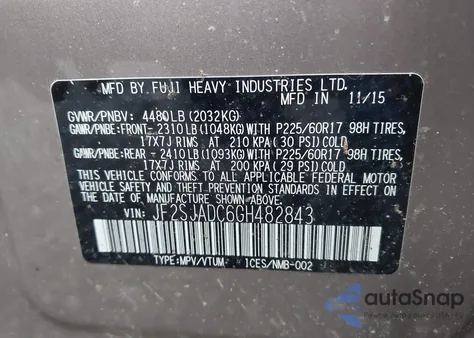 MFD BY FUJI HEAVY INDUSTRIES LTD.
MADE IN JAPAN 11/15
GVWR/PNBV: 4480LB (2032KG)
GAWR/PNBE:FRONT-2310LB(1048KG)WITH P225/60R17 98H TIRES,
17X7J RIMS AT 210 KPA (30 PSI)COLD
GAWR/PNBE:REAR -2410LB(1093KG)WITH P225/60R17 98H TIRES,
17X7J RIMS AT 200 KPA (29 PSI)COLD
THIS VEHICLE CONFORMS TO ALL APPLICABLE FEDERAL
MOTOR VEHICLE SAFETY STANDARDS IN EFFECT ON
THE DATE OF MANUFACTURE SHOWN ABOVE.
VIN: JF2SJADC6GH482843
TYPE:MPV/VTUM ICES/NMB-002
autoSnap